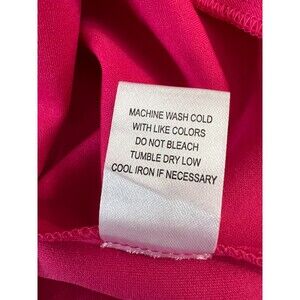 MACHINE WASH COLD
WITH LIKE COLORS
DO NOT BLEACH
TUMBLE DRY LOW
COOL IRON IF NECESSARY